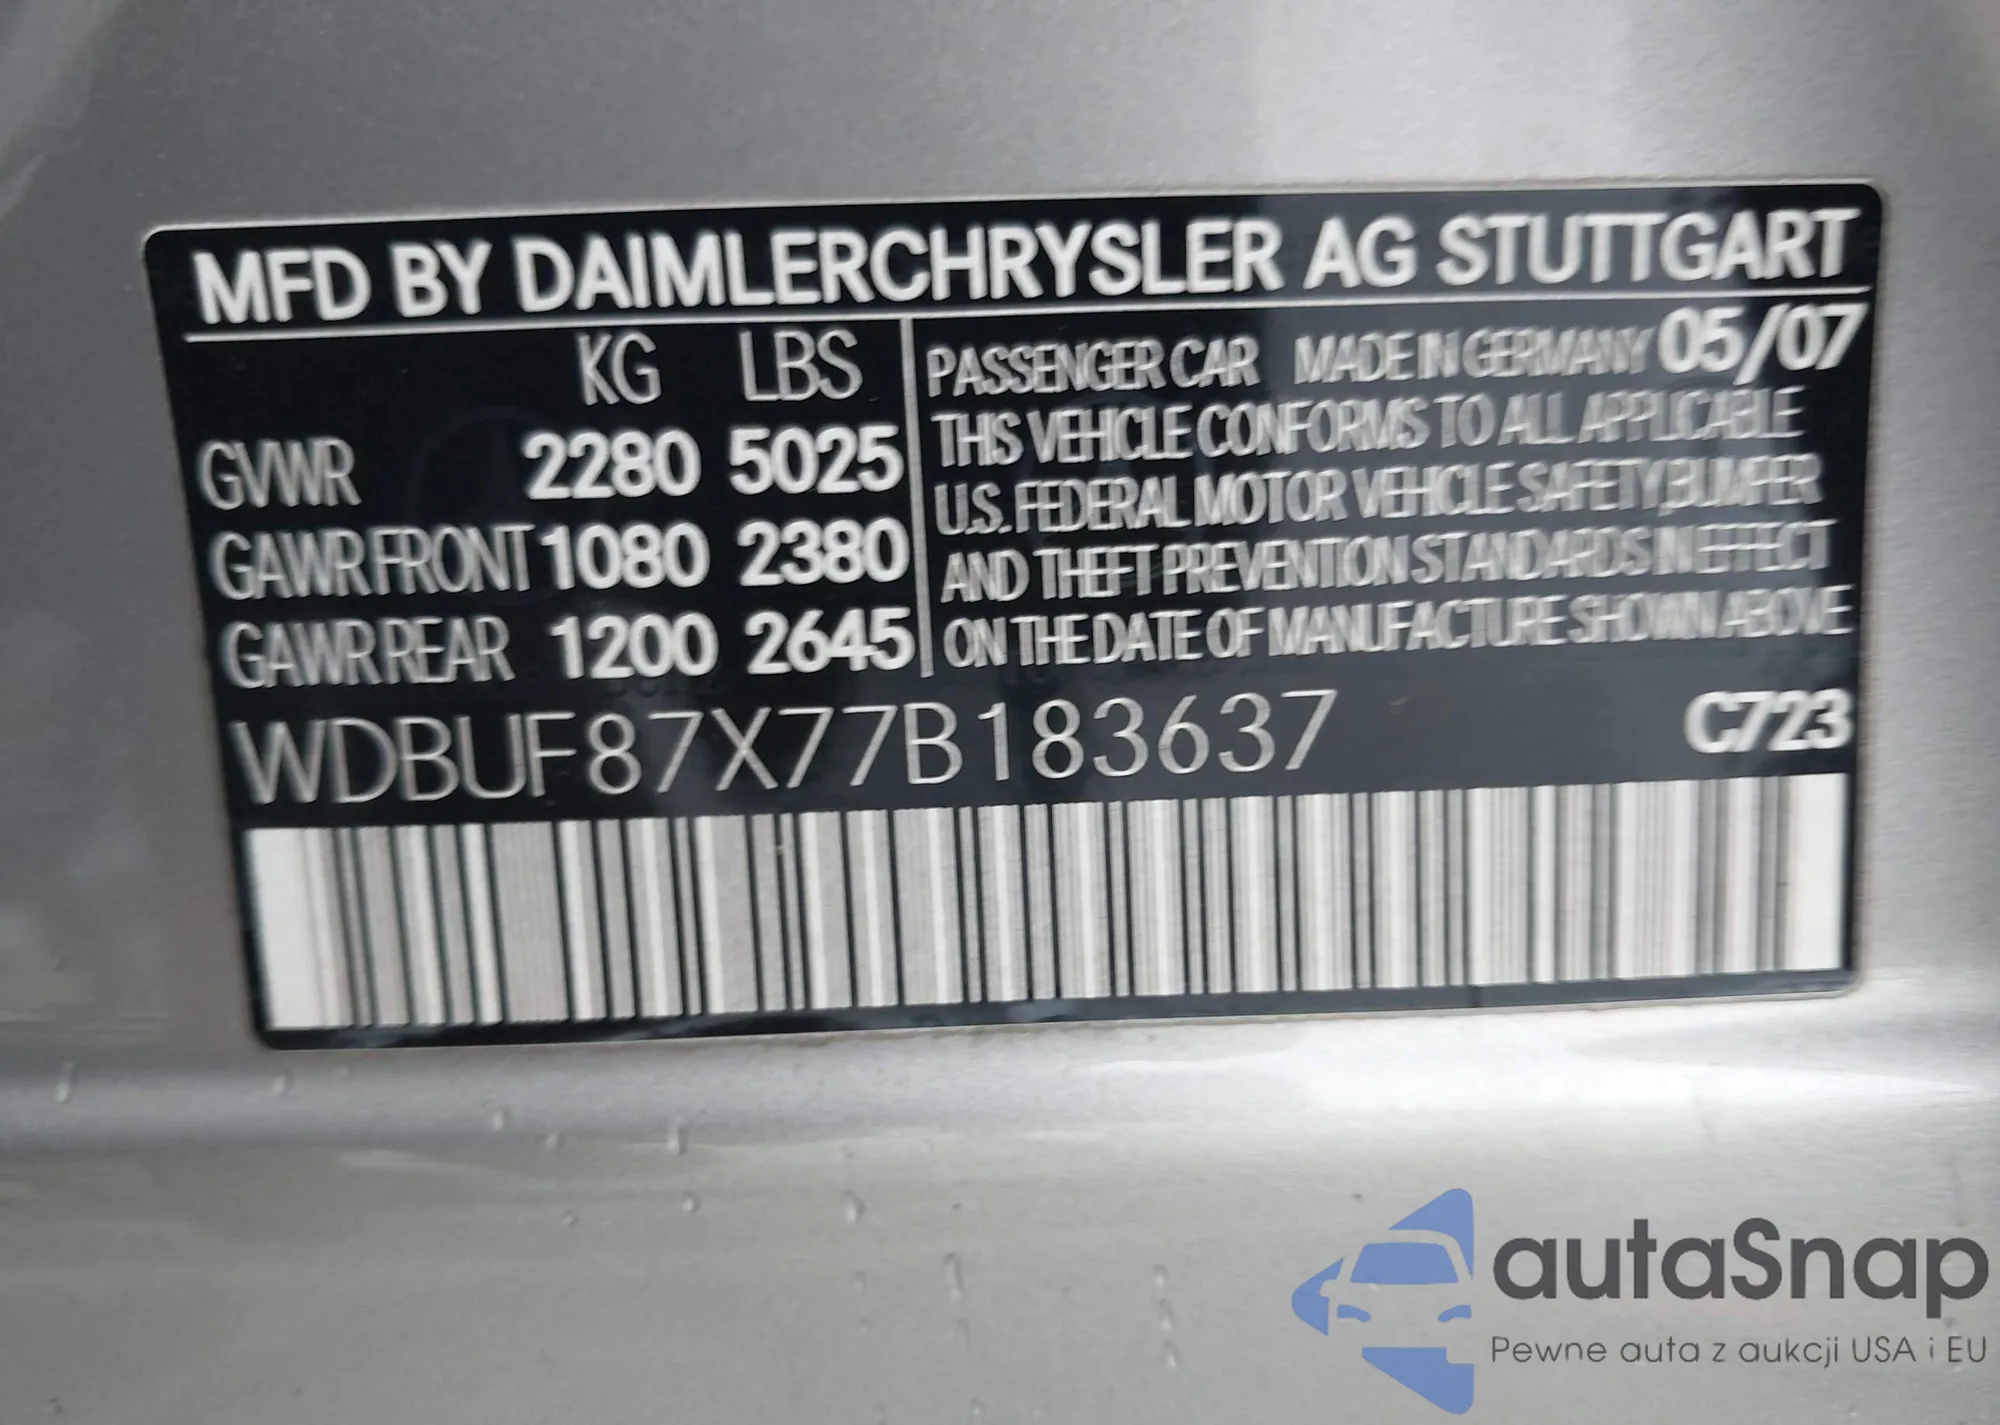 MFD BY DAIMLERCHRYSLER AG STUTTGART
KG LBS
GVWR 2280 5025
GAWR FRONT 1080 2380
GAWR REAR 1200 2645
PASSENGER CAR MADE IN GERMANY 05/07
THIS VEHICLE CONFORMS TO ALL APPLICABLE
U.S. FEDERAL MOTOR VEHICLE SAFETY,BUMPER
AND THEFT PREVENTION STANDARDS IN EFFECT
ON THE DATE OF MANUFACTURE SHOWN ABOVE
WDBUF87X77B183637 C723
autaSnap
Pewne auta z aukcji USA i EU